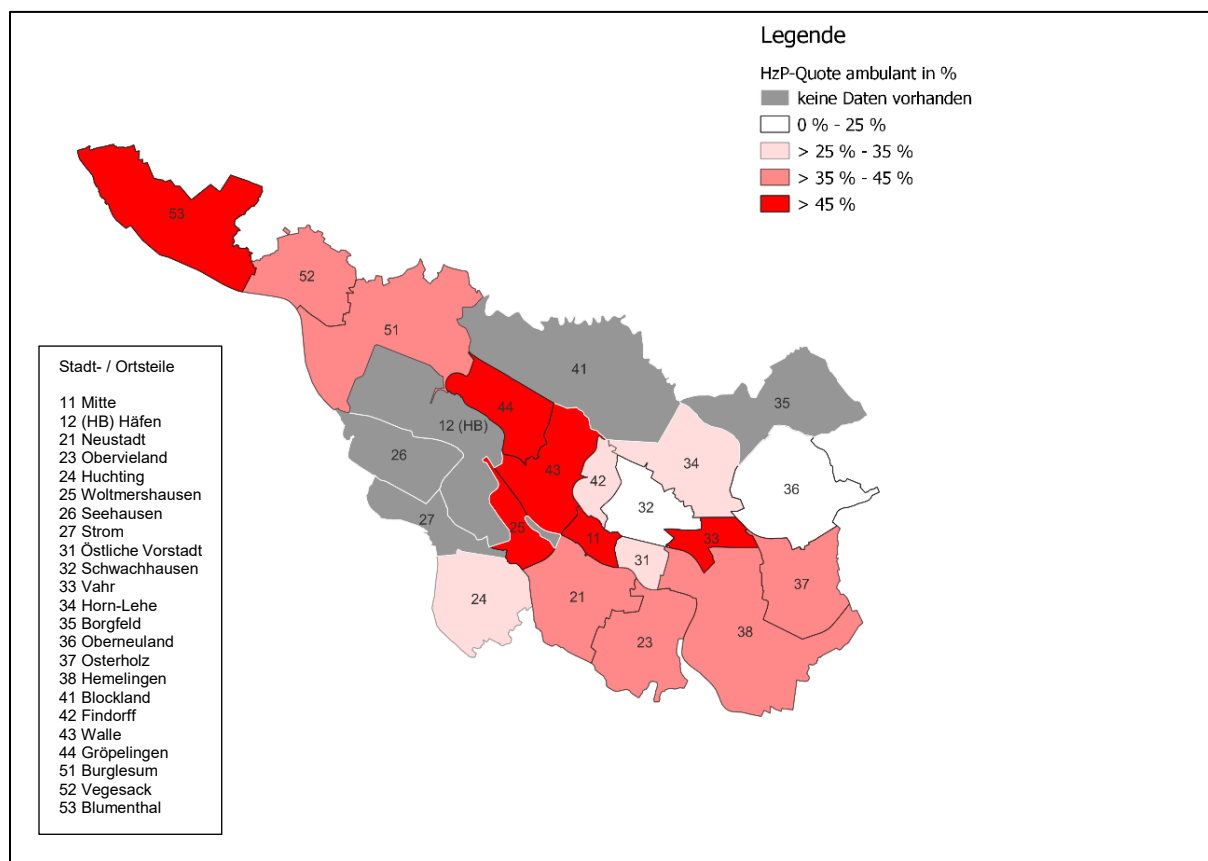 Legende
HzP-Quote ambulant in %
keine Daten vorhanden
0 % - 25 %
> 25 % - 35 %
> 35 % - 45 %
> 45 %
53
52
51
41
35
44
12 (HB)
26
43
42
34
32
36
27
25
11
33
31
37
24
21
23
38
Stadt- / Ortsteile
11 Mitte
12 (HB) Häfen
21 Neustadt
23 Obervieland
24 Huchting
25 Woltmershausen
26 Seehausen
27 Strom
31 Östliche Vorstadt
32 Schwachhausen
33 Vahr
34 Horn-Lehe
35 Borgfeld
36 Oberneuland
37 Osterholz
38 Hemelingen
41 Blockland
42 Findorff
43 Walle
44 Gröpelingen
51 Burglesum
52 Vegesack
53 Blumenthal